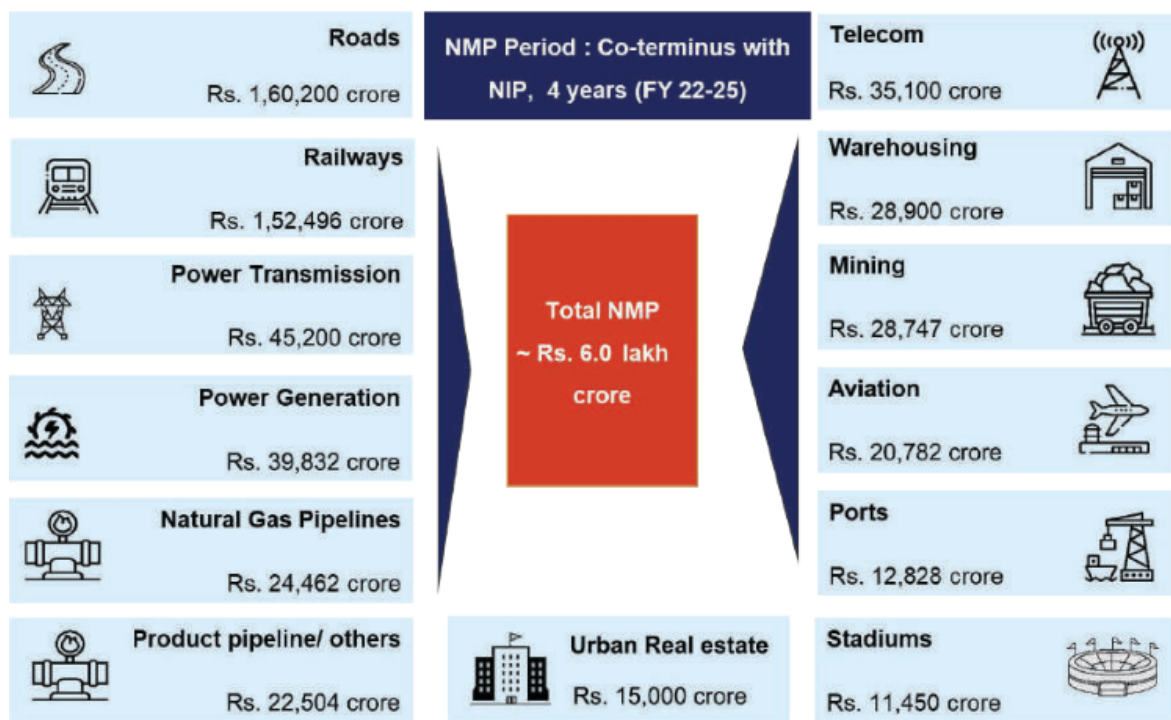 Roads
Rs. 1,60,200 crore
Railways
Rs. 1,52,496 crore
Power Transmission
Rs. 45,200 crore
Power Generation
Rs. 39,832 crore
Natural Gas Pipelines
Rs. 24,462 crore
Product pipeline/ others
Rs. 22,504 crore
NMP Period : Co-terminus with
NIP, 4 years (FY 22-25)
Total NMP
~ Rs. 6.0 lakh
crore
Urban Real estate
Rs. 15,000 crore
Telecom
Rs. 35,100 crore
Warehousing
Rs. 28,900 crore
Mining
Rs. 28,747 crore
Aviation
Rs. 20,782 crore
Ports
Rs. 12,828 crore
Stadiums
Rs. 11,450 crore